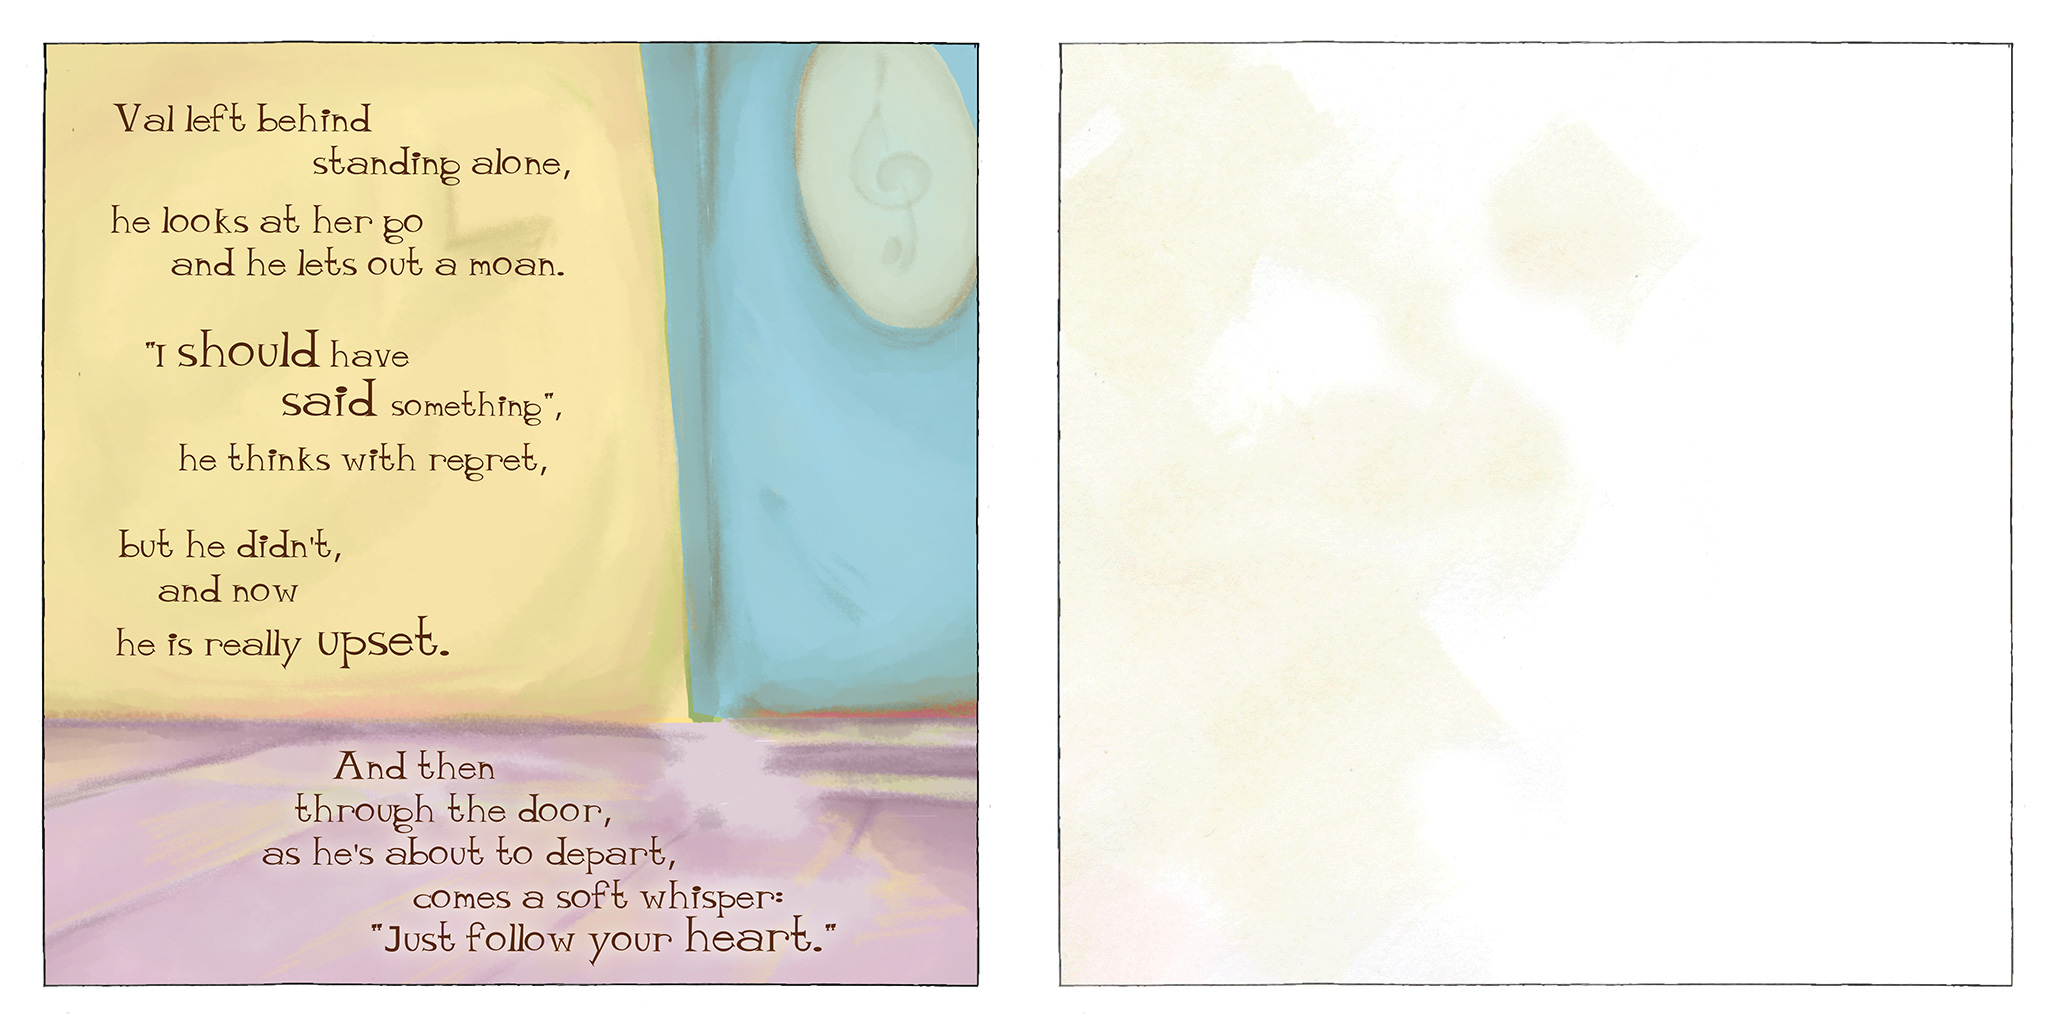 Val left behind
standing alone,
he looks at her go
and he lets out a moan.
"I should have
said something",
he thinks with regret,
but he didn't,
and now
he is really upset.
And then
through the door,
as he's about to depart,
comes a soft whisper:
"Just follow your heart."